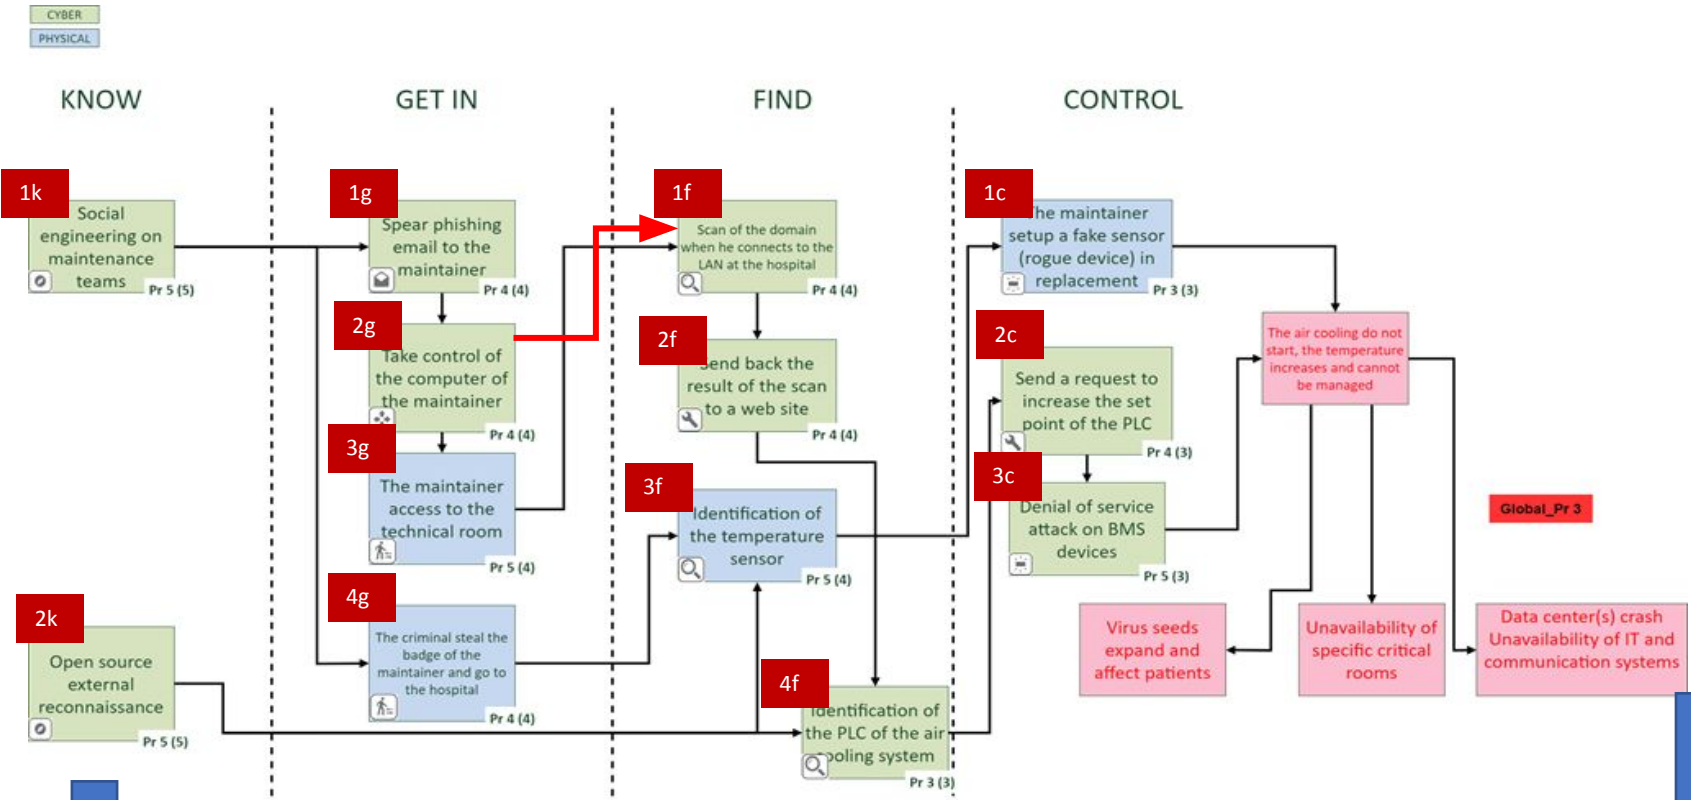 CYBER
PHYSICAL
KNOW
GET IN
FIND
CONTROL
1k
Social
engineering on
maintenance
teams
Pr 5 (5)
2k
Open source
external
reconnaissance
Pr 5 (5)
1g
Spear phishing
email to the
maintainer
Pr 4 (4)
2g
Take control of
the computer of
the maintainer
Pr 4 (4)
3g
The maintainer
access to the
technical room
Pr 5 (4)
4g
The criminal steal the
badge of the
maintainer and go to
the hospital
Pr 4 (4)
1f
Scan of the domain
when he connects to the
LAN at the hospital
Pr 4 (4)
2f
Send back the
result of the scan
to a web site
Pr 4 (4)
3f
Identification of
the temperature
sensor
Pr 5 (4)
4f
Identification of
the PLC of the air
cooling system
Pr 3 (3)
1c
The maintainer
setup a fake sensor
(rogue device) in
replacement
Pr 3 (3)
2c
Send a request to
increase the set
point of the PLC
Pr 4 (3)
3c
Denial of service
attack on BMS
devices
Pr 5 (3)
The air cooling do not
start, the temperature
increases and cannot
be managed
Global_Pr 3
Virus seeds
expand and
affect patients
Unavailability of
specific critical
rooms
Data center(s) crash
Unavailability of IT and
communication systems